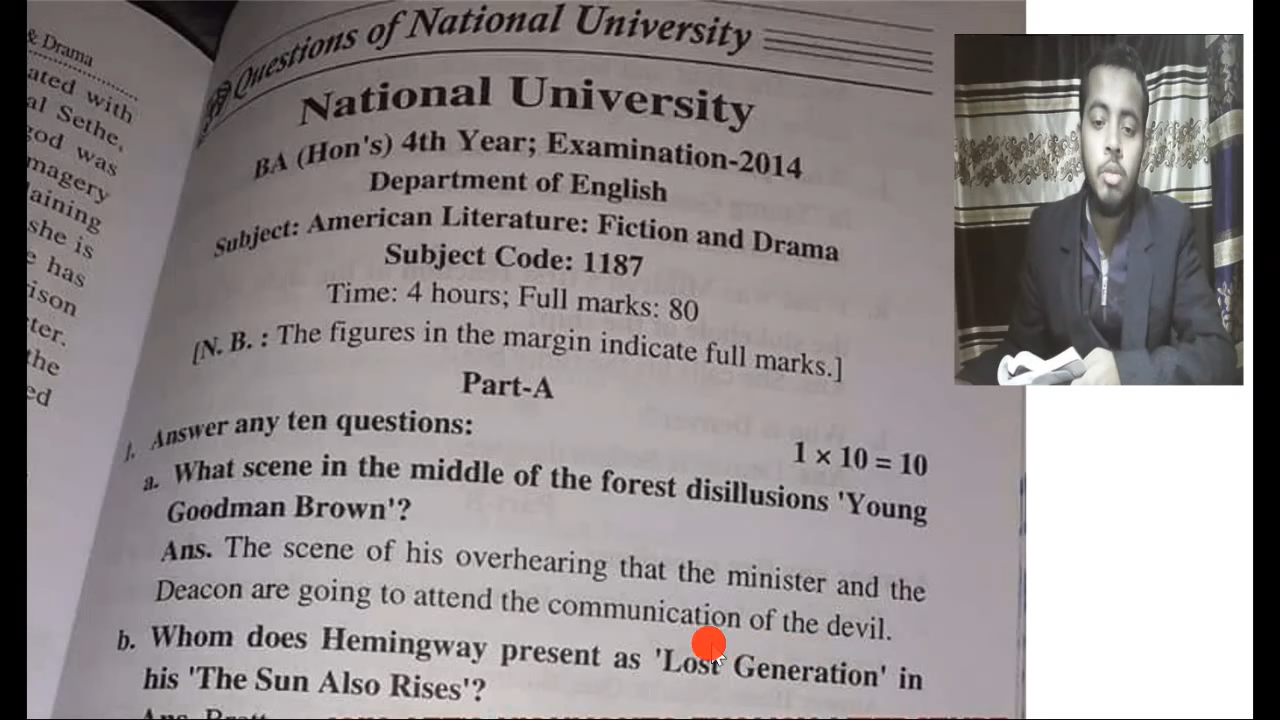 & Drama
ated with
al Sethe,
god was
magery
laining
she is
e has
rison
ter.
the
ed
Questions of National University
National University
BA (Hon's) 4th Year; Examination-2014
Department of English
Subject: American Literature: Fiction and Drama
Subject Code: 1187
Time: 4 hours; Full marks: 80
[N. B. : The figures in the margin indicate full marks.]
Part-A
1. Answer any ten questions:
1 × 10 = 10
a. What scene in the middle of the forest disillusions 'Young
Goodman Brown'?
Ans. The scene of his overhearing that the minister and the
Deacon are going to attend the communication of the devil.
b. Whom does Hemingway present as 'Lost Generation' in
his 'The Sun Also Rises'?
Ans. Brett